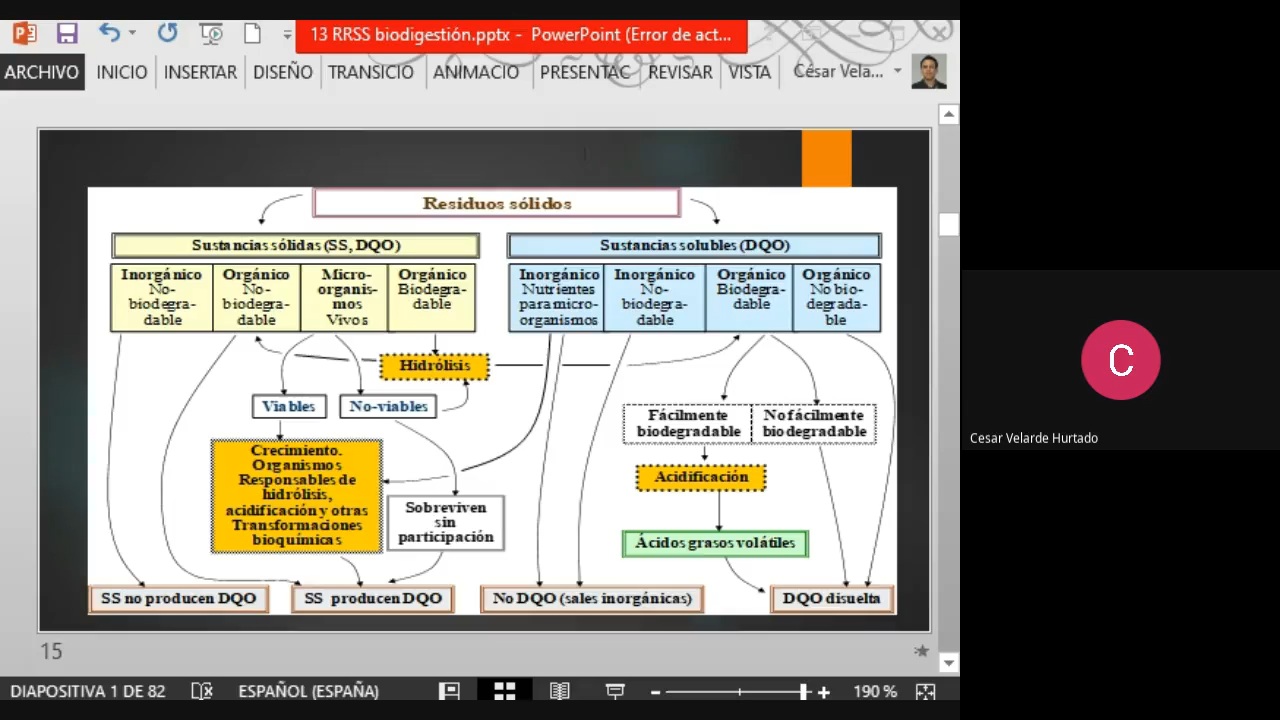 13 RRSS biodigestión.pptx - PowerPoint (Error de act...
ARCHIVO INICIO INSERTAR DISEÑO TRANSICIO ANIMACIO PRESENTAC REVISAR VISTA César Vela...
Residuos sólidos
Sustancias sólidas (SS, DQO)
Sustancias solubles (DQO)
Inorgánico
No-
biodegra-
dable
Orgánico
No-
biodegra-
dable
Micro-
organis-
mos
Vivos
Orgánico
Biodegra-
dable
Inorgánico
Nutrientes
para micro-
organismos
Inorgánico
No-
biodegra-
dable
Orgánico
Biodegra-
dable
Orgánico
No bio-
degrada-
ble
Hidrólisis
Viables
No-viables
Fácilmente
biodegradable
No fácilmente
biodegradable
Crecimiento.
Organismos
Responsables de
hidrólisis,
acidificación y otras
Transformaciones
bioquímicas
Acidificación
Sobreviven
sin
participación
Ácidos grasos volátiles
SS no producen DQO
SS producen DQO
No DQO (sales inorgánicas)
DQO disuelta
15
DIAPOSITIVA 1 DE 82 ESPAÑOL (ESPAÑA) 190 %
C
Cesar Velarde Hurtado